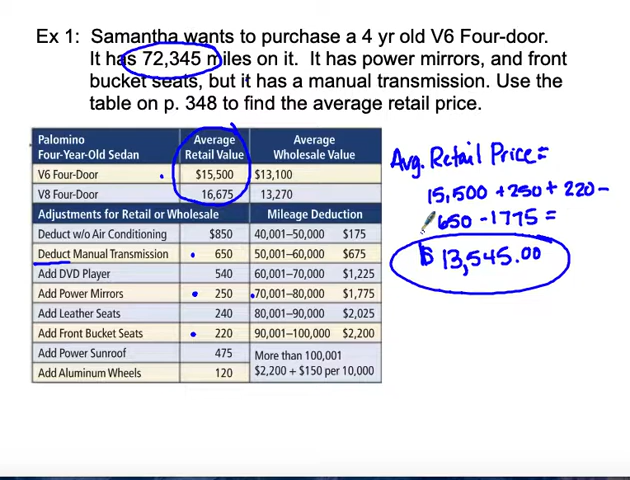 Ex 1: Samantha wants to purchase a 4 yr old V6 Four-door.
It has 72,345 miles on it. It has power mirrors, and front
bucket seats, but it has a manual transmission. Use the
table on p. 348 to find the average retail price.
Palomino Four-Year-Old Sedan Average Retail Value Average Wholesale Value
V6 Four-Door $15,500 $13,100
V8 Four-Door 16,675 13,270
Adjustments for Retail or Wholesale Mileage Deduction
Deduct w/o Air Conditioning $850 40,001–50,000 $175
Deduct Manual Transmission 650 50,001–60,000 $675
Add DVD Player 540 60,001–70,000 $1,225
Add Power Mirrors 250 70,001–80,000 $1,775
Add Leather Seats 240 80,001–90,000 $2,025
Add Front Bucket Seats 220 90,001–100,000 $2,200
Add Power Sunroof 475 More than 100,001
Add Aluminum Wheels 120 $2,200 + $150 per 10,000
Avg. Retail Price =
15,500 + 250 + 220 -
650 - 1775 =
$ 13,545.00